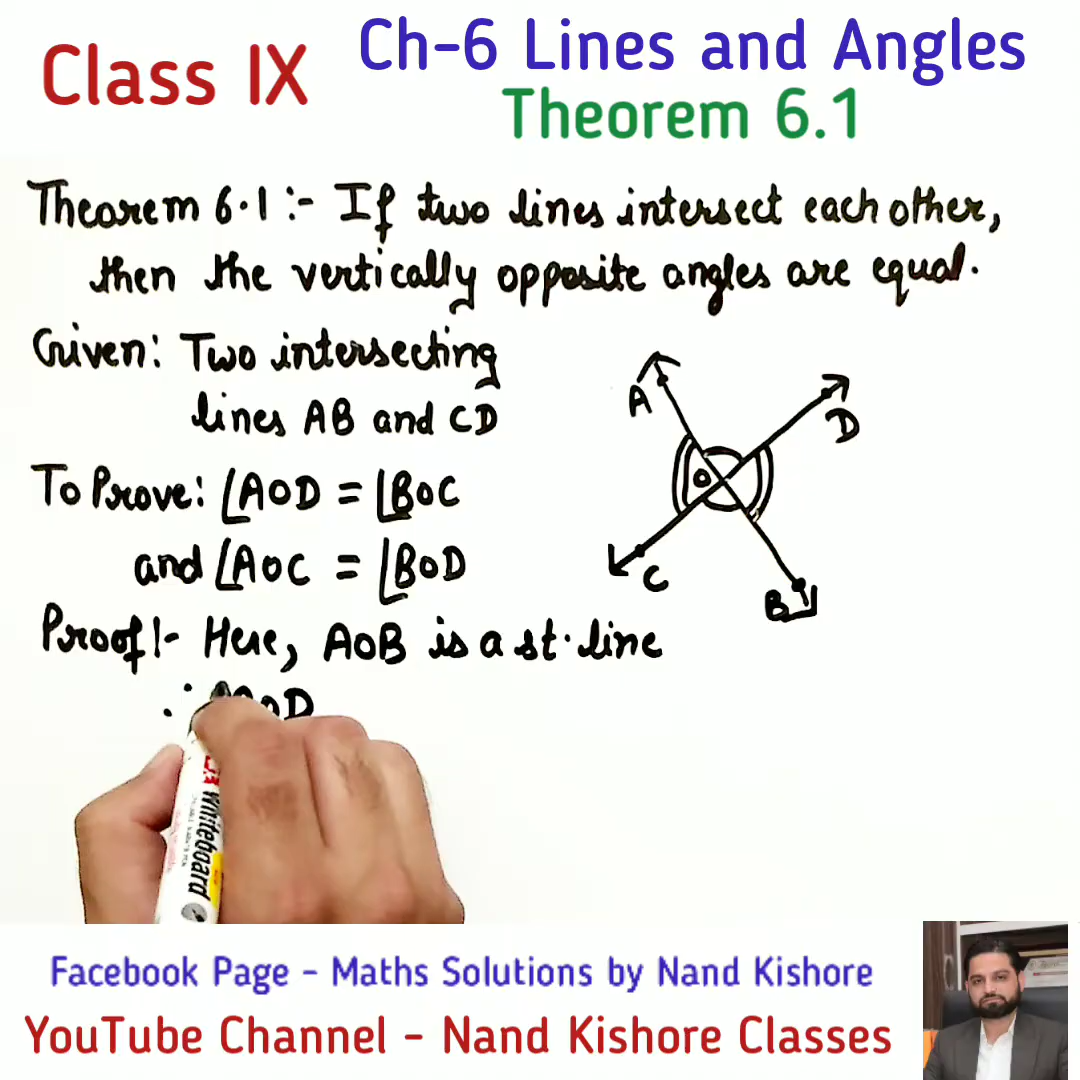 Class IX
Ch-6 Lines and Angles
Theorem 6.1
Theorem 6.1 :- If two lines intersect each other,
then the vertically opposite angles are equal.
Given: Two intersecting
lines AB and CD
To Prove: ∠AOD = ∠BOC
and ∠AOC = ∠BOD
Proof:- Here, AOB is a st. line
∴ ∠AOD
A
D
O
C
B
Whiteboard
Facebook Page - Maths Solutions by Nand Kishore
YouTube Channel - Nand Kishore Classes